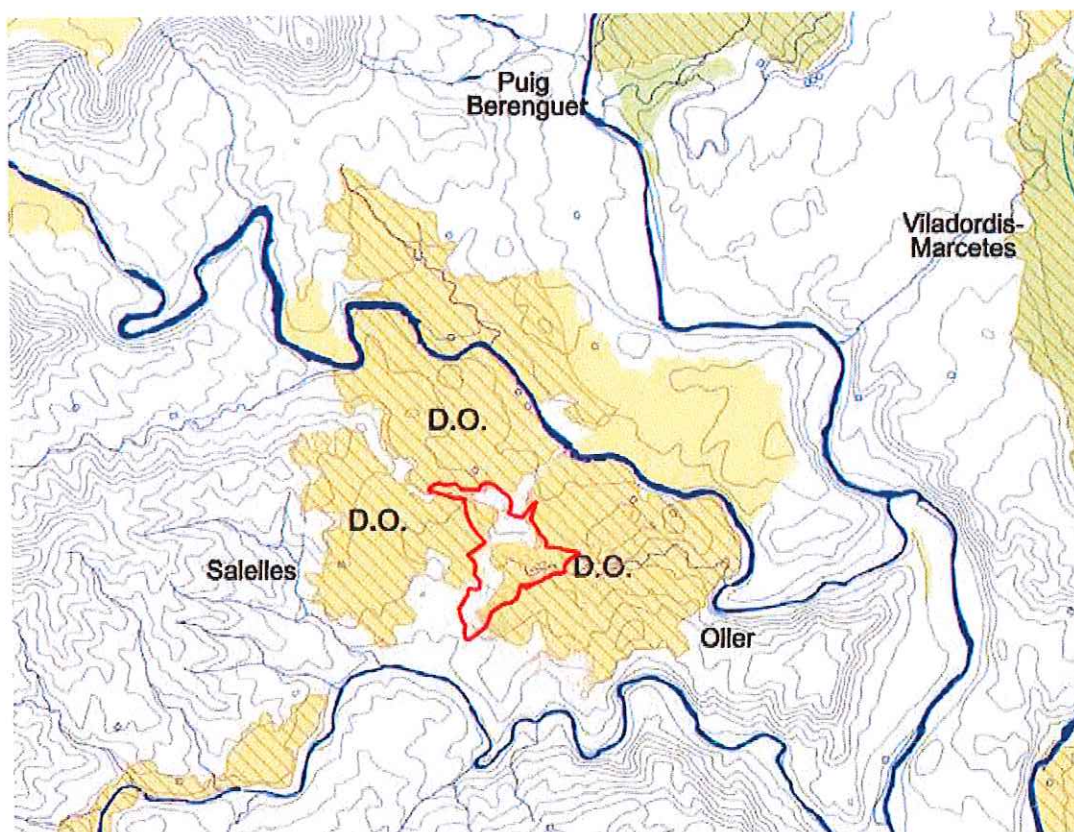 Puig
Berenguer
Viladordis-
Marcetes
D.O.
D.O.
Salelles
D.O.
Oller